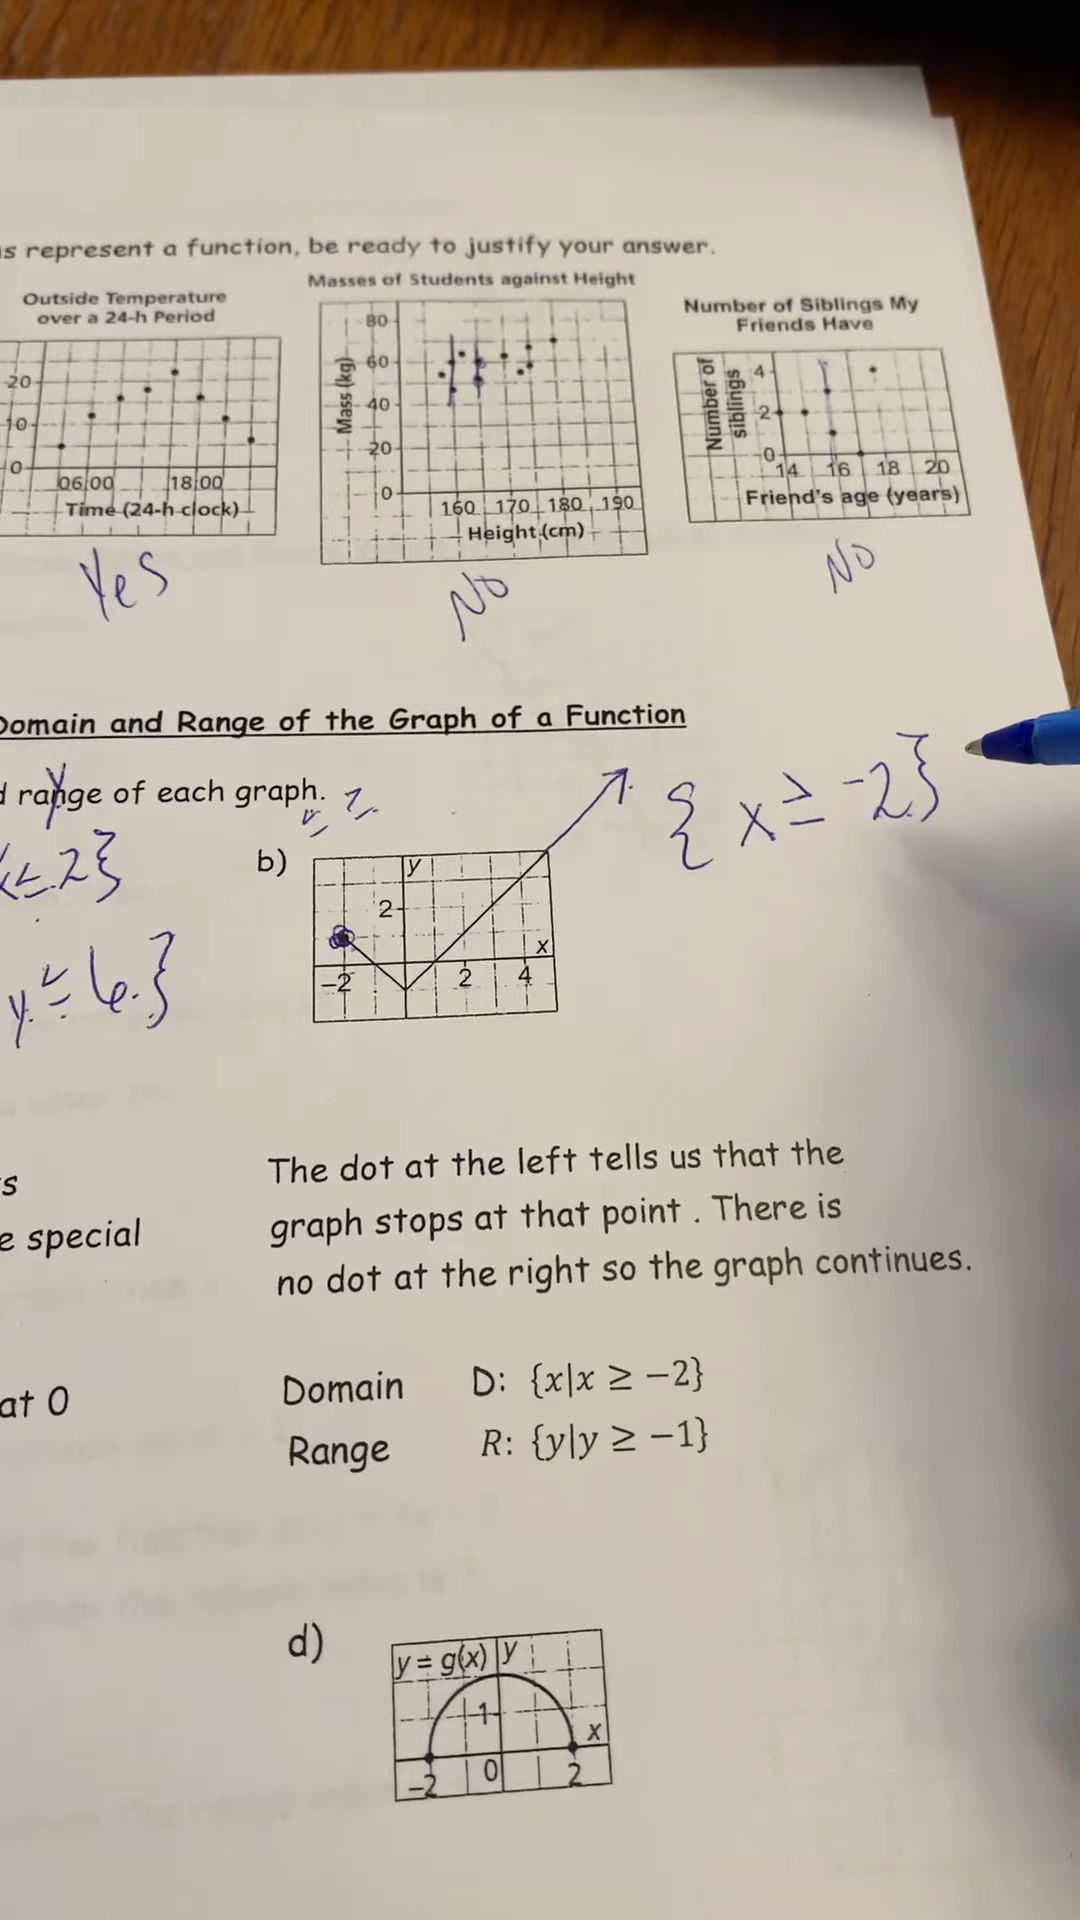 represent a function, be ready to justify your answer.
Outside Temperature
over a 24-h Period
20
10
0
06:00 18:00
Time (24-h clock)
Yes
Masses of Students against Height
Mass (kg)
80
60
40
20
0
160 170 180 190
Height (cm)
No
Number of Siblings My
Friends Have
Number of
siblings
4
2
0
14 16 18 20
Friend's age (years)
No
Domain and Range of the Graph of a Function
range of each graph.
y
≤ ≥
≤ 2}
y ≤ 6.}
b)
y
2
x
-2 2 4
{ x ≥ -2}
s
e special
at 0
The dot at the left tells us that the
graph stops at that point . There is
no dot at the right so the graph continues.
Domain D: {x|x ≥ −2}
Range R: {y|y ≥ −1}
d)
y = g(x) y
1
x
-2 0 2